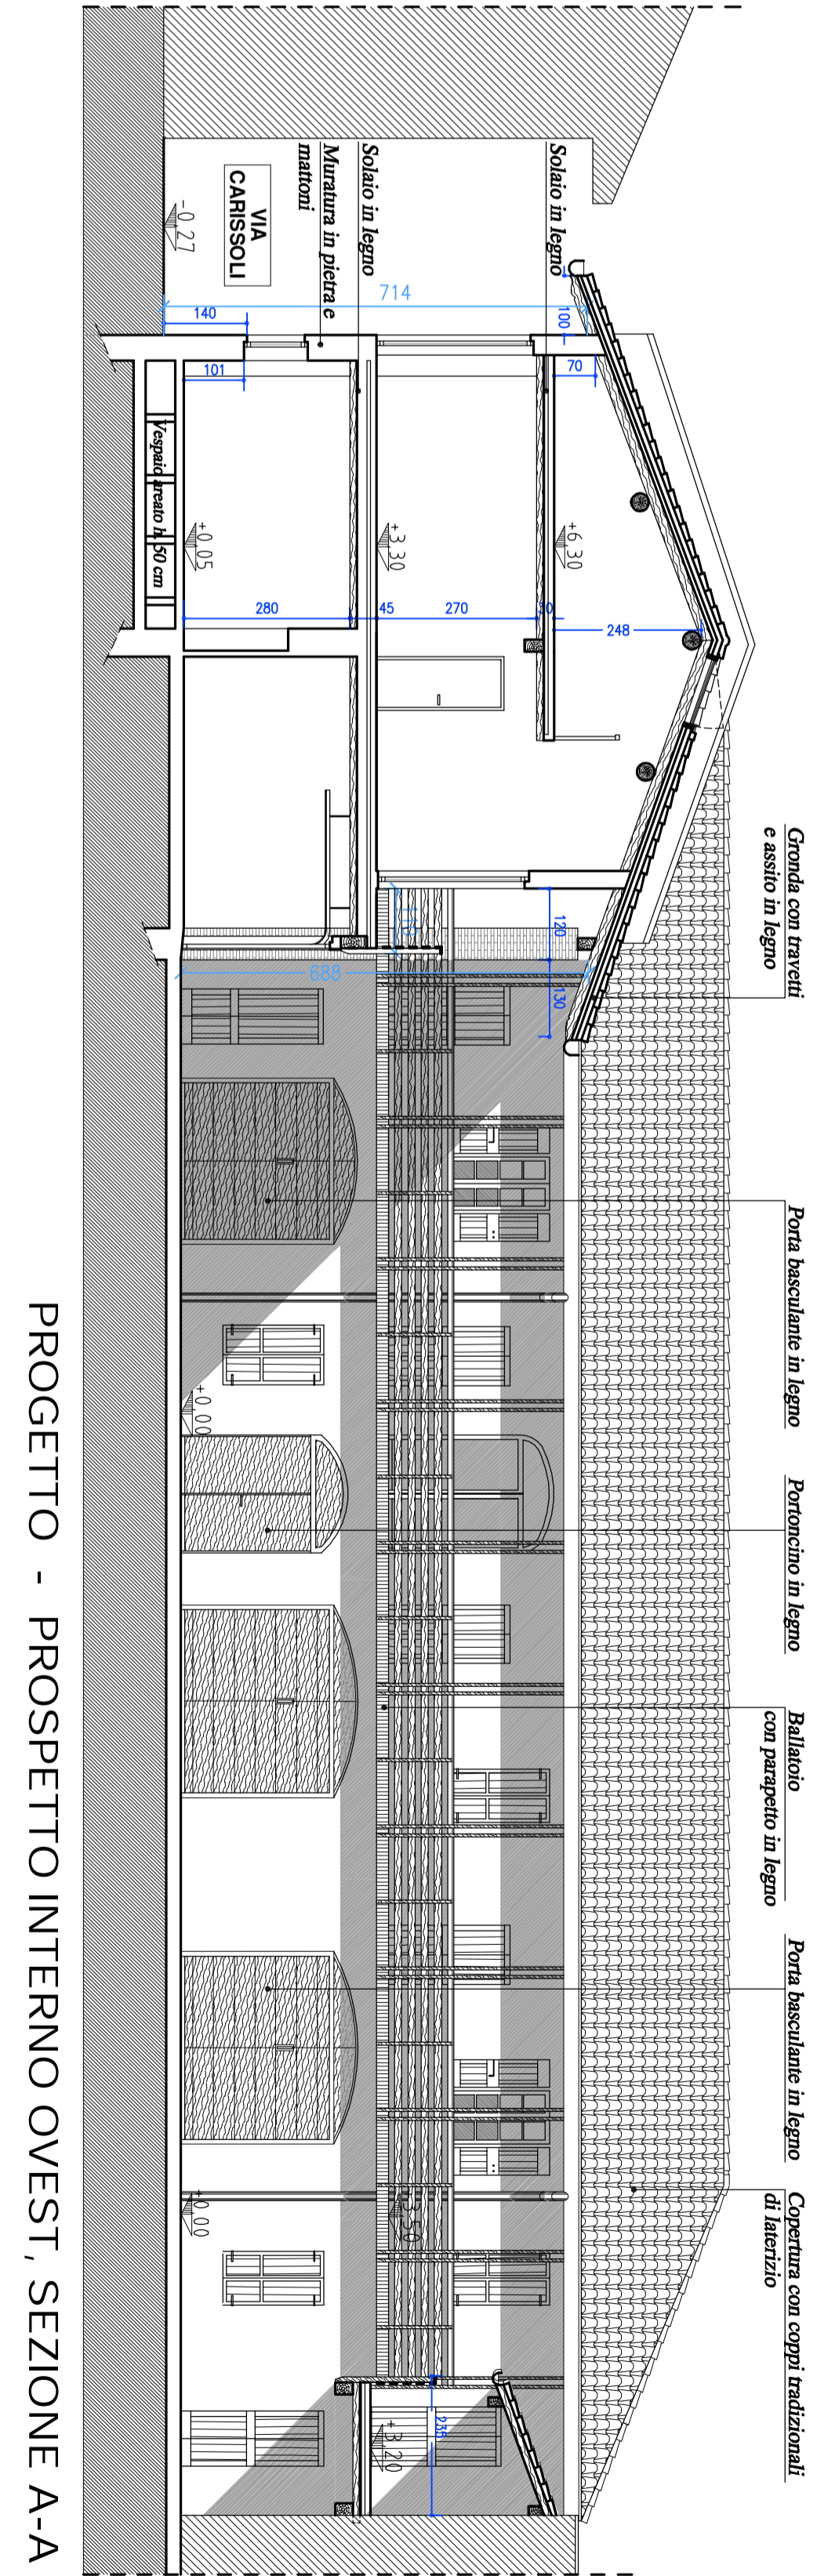 Gronda con travetti
e assito in legno
Porta basculante in legno
Portoncino in legno
Ballatoio
con parapetto in legno
Porta basculante in legno
Copertura con coppi tradizionali
di laterizio
Solaio in legno
Solaio in legno
Muratura in pietra e
mattoni
VIA
CARISSOLI
-0.27
714
100
140
70
101
+6.30
+3.30
+0.05
Vespaio areato h. 50 cm
248
30
270
45
280
120
130
110
688
+0.00
+3.50
+0.00
235
+3.20
PROGETTO - PROSPETTO INTERNO OVEST, SEZIONE A-A